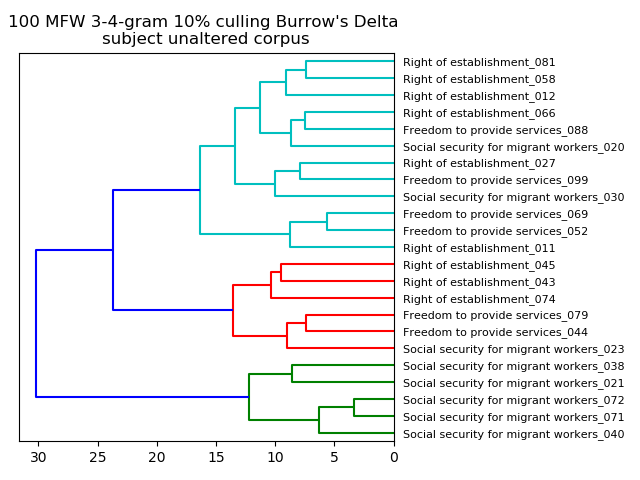 100 MFW 3-4-gram 10% culling Burrow's Delta
subject unaltered corpus
Right of establishment_081
Right of establishment_058
Right of establishment_012
Right of establishment_066
Freedom to provide services_088
Social security for migrant workers_020
Right of establishment_027
Freedom to provide services_099
Social security for migrant workers_030
Freedom to provide services_069
Freedom to provide services_052
Right of establishment_011
Right of establishment_045
Right of establishment_043
Right of establishment_074
Freedom to provide services_079
Freedom to provide services_044
Social security for migrant workers_023
Social security for migrant workers_038
Social security for migrant workers_021
Social security for migrant workers_072
Social security for migrant workers_071
Social security for migrant workers_040
30 25 20 15 10 5 0